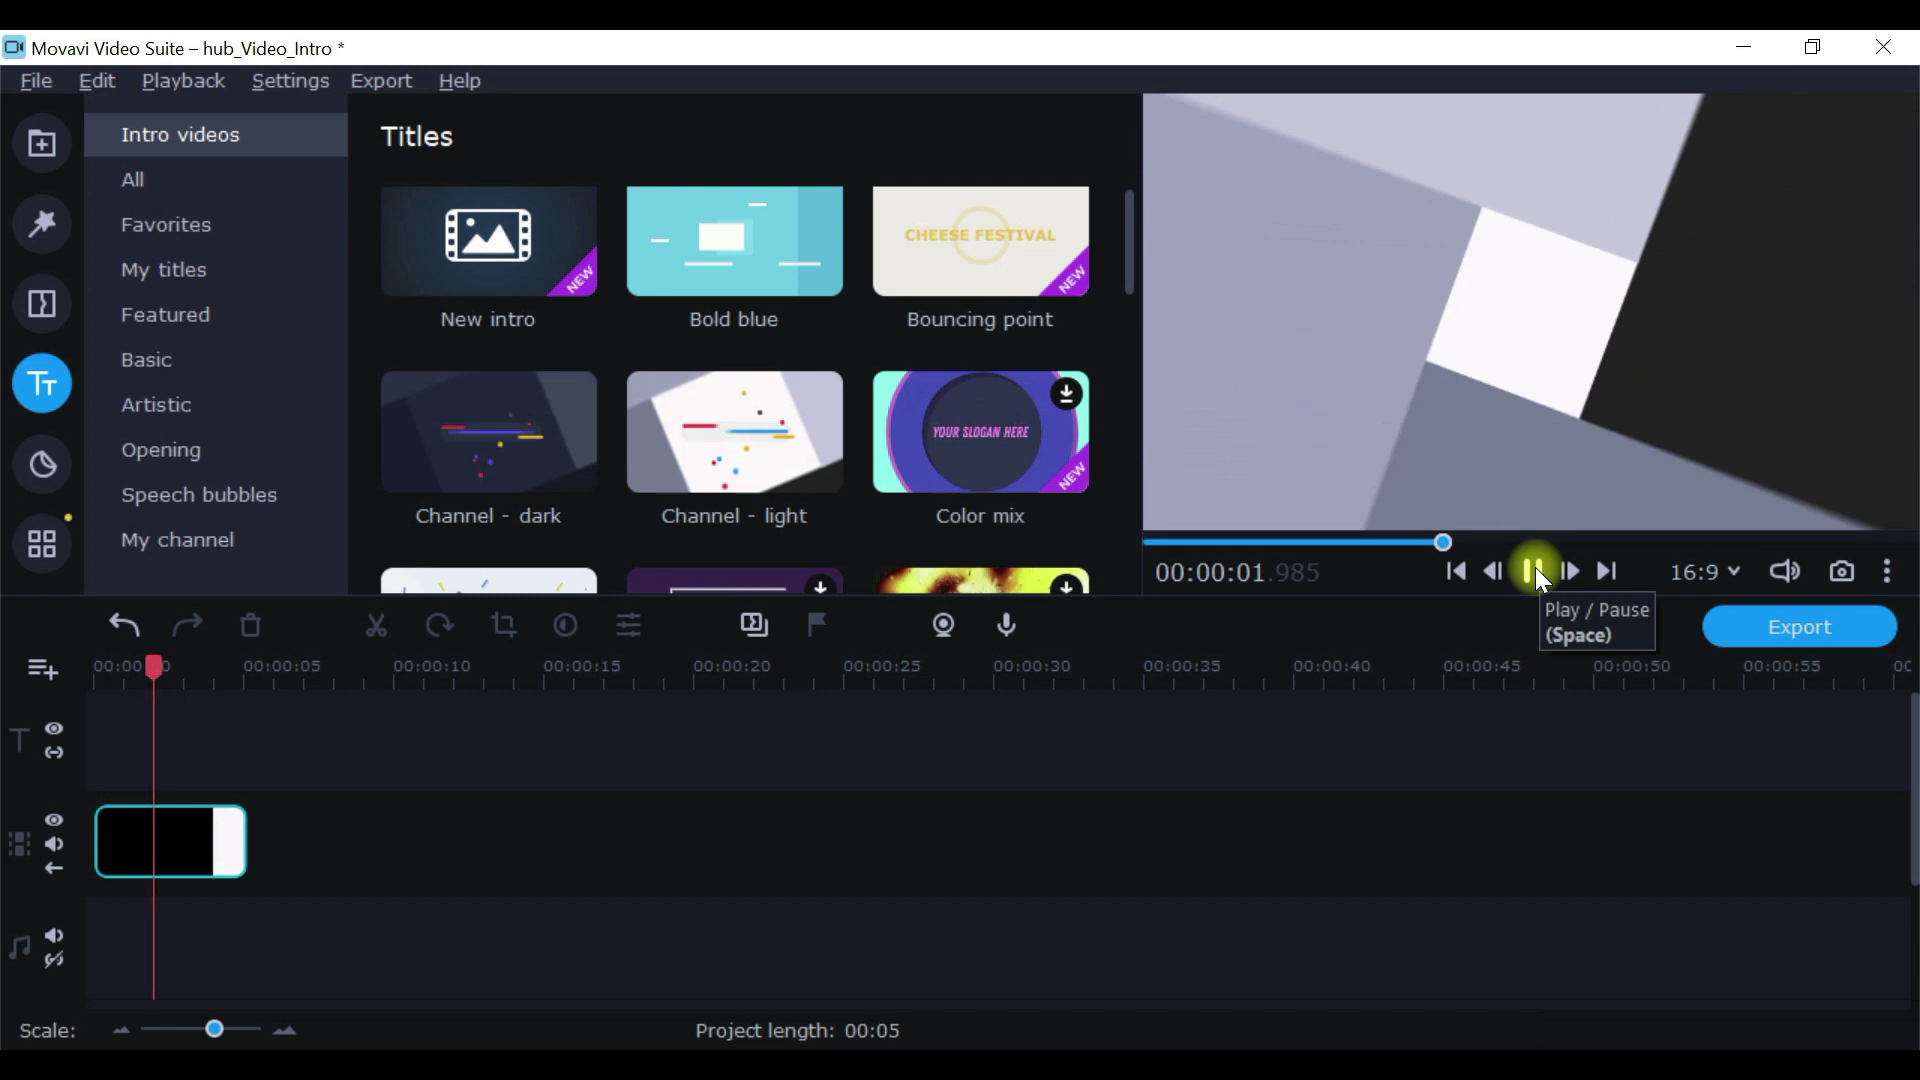 Movavi Video Suite – hub_Video_Intro *
File Edit Playback Settings Export Help
Intro videos
All
Favorites
My titles
Featured
Basic
Artistic
Opening
Speech bubbles
My channel
Titles
NEW
New intro
Bold blue
CHEESE FESTIVAL
NEW
Bouncing point
Channel - dark
Channel - light
YOUR SLOGAN HERE
NEW
Color mix
00:00:01.985
16:9
Play / Pause
(Space)
Export
00:00:05 00:00:10 00:00:15 00:00:20 00:00:25 00:00:30 00:00:35 00:00:40 00:00:45 00:00:50 00:00:55
Scale:
Project length: 00:05